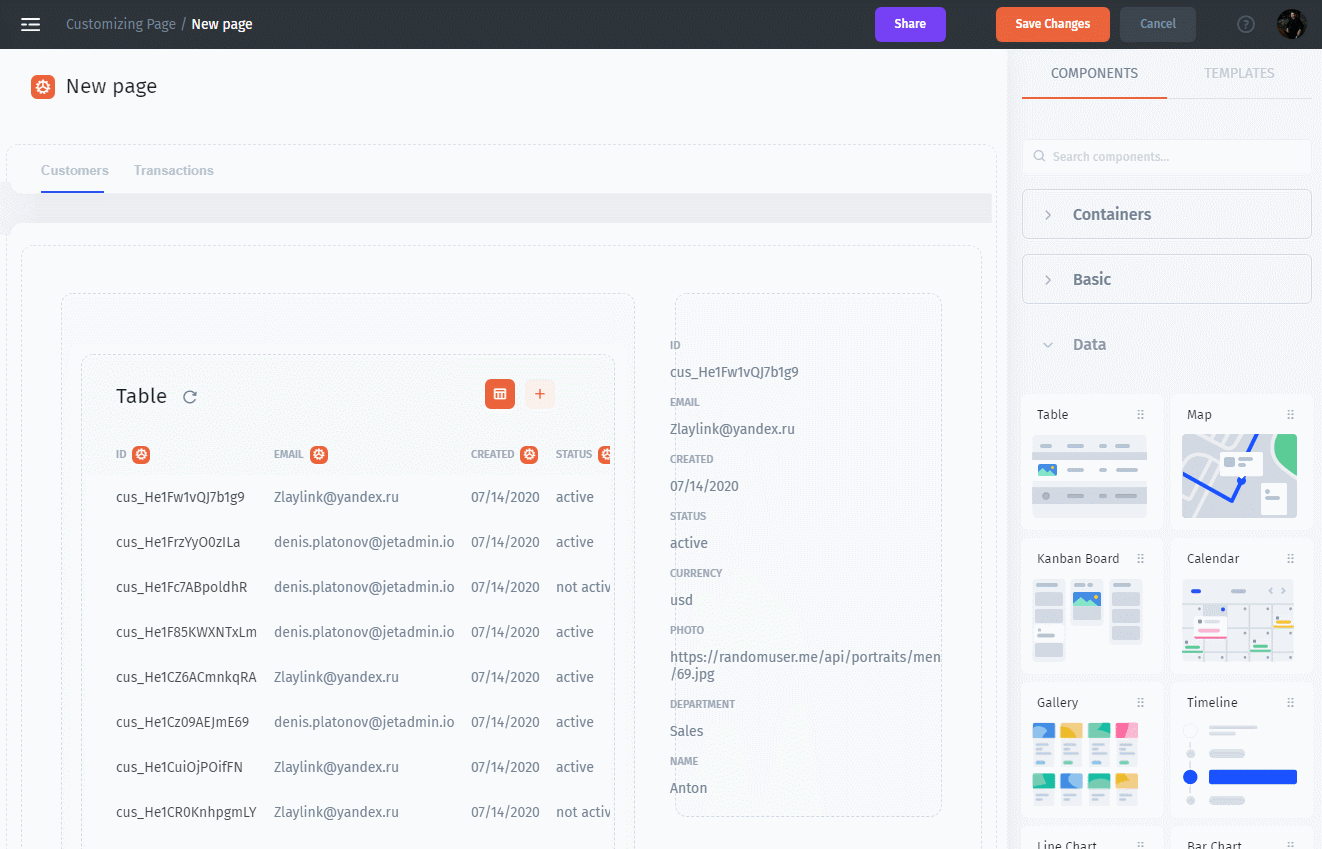 Customizing Page / New page
Share
Save Changes
Cancel
?
New page
COMPONENTS
TEMPLATES
Search components...
Customers
Transactions
Containers
Basic
Data
Table
ID
EMAIL
CREATED
STATUS
cus_He1Fw1vQJ7b1g9
Zlaylink@yandex.ru
07/14/2020
active
cus_He1FrzYyO0zILa
denis.platonov@jetadmin.io
07/14/2020
active
cus_He1Fc7ABpoldhR
denis.platonov@jetadmin.io
07/14/2020
not activ
cus_He1F85KWXNTxLm
denis.platonov@jetadmin.io
07/14/2020
active
cus_He1CZ6ACmnkqRA
Zlaylink@yandex.ru
07/14/2020
active
cus_He1Cz09AEJmE69
denis.platonov@jetadmin.io
07/14/2020
active
cus_He1CuiOjPOifFN
Zlaylink@yandex.ru
07/14/2020
active
cus_He1CR0KnhpgmLY
Zlaylink@yandex.ru
07/14/2020
not activ
ID
cus_He1Fw1vQJ7b1g9
EMAIL
Zlaylink@yandex.ru
CREATED
07/14/2020
STATUS
active
CURRENCY
usd
PHOTO
https://randomuser.me/api/portraits/men
/69.jpg
DEPARTMENT
Sales
NAME
Anton
Table
Map
Kanban Board
Calendar
Gallery
Timeline
Line Chart
Bar Chart